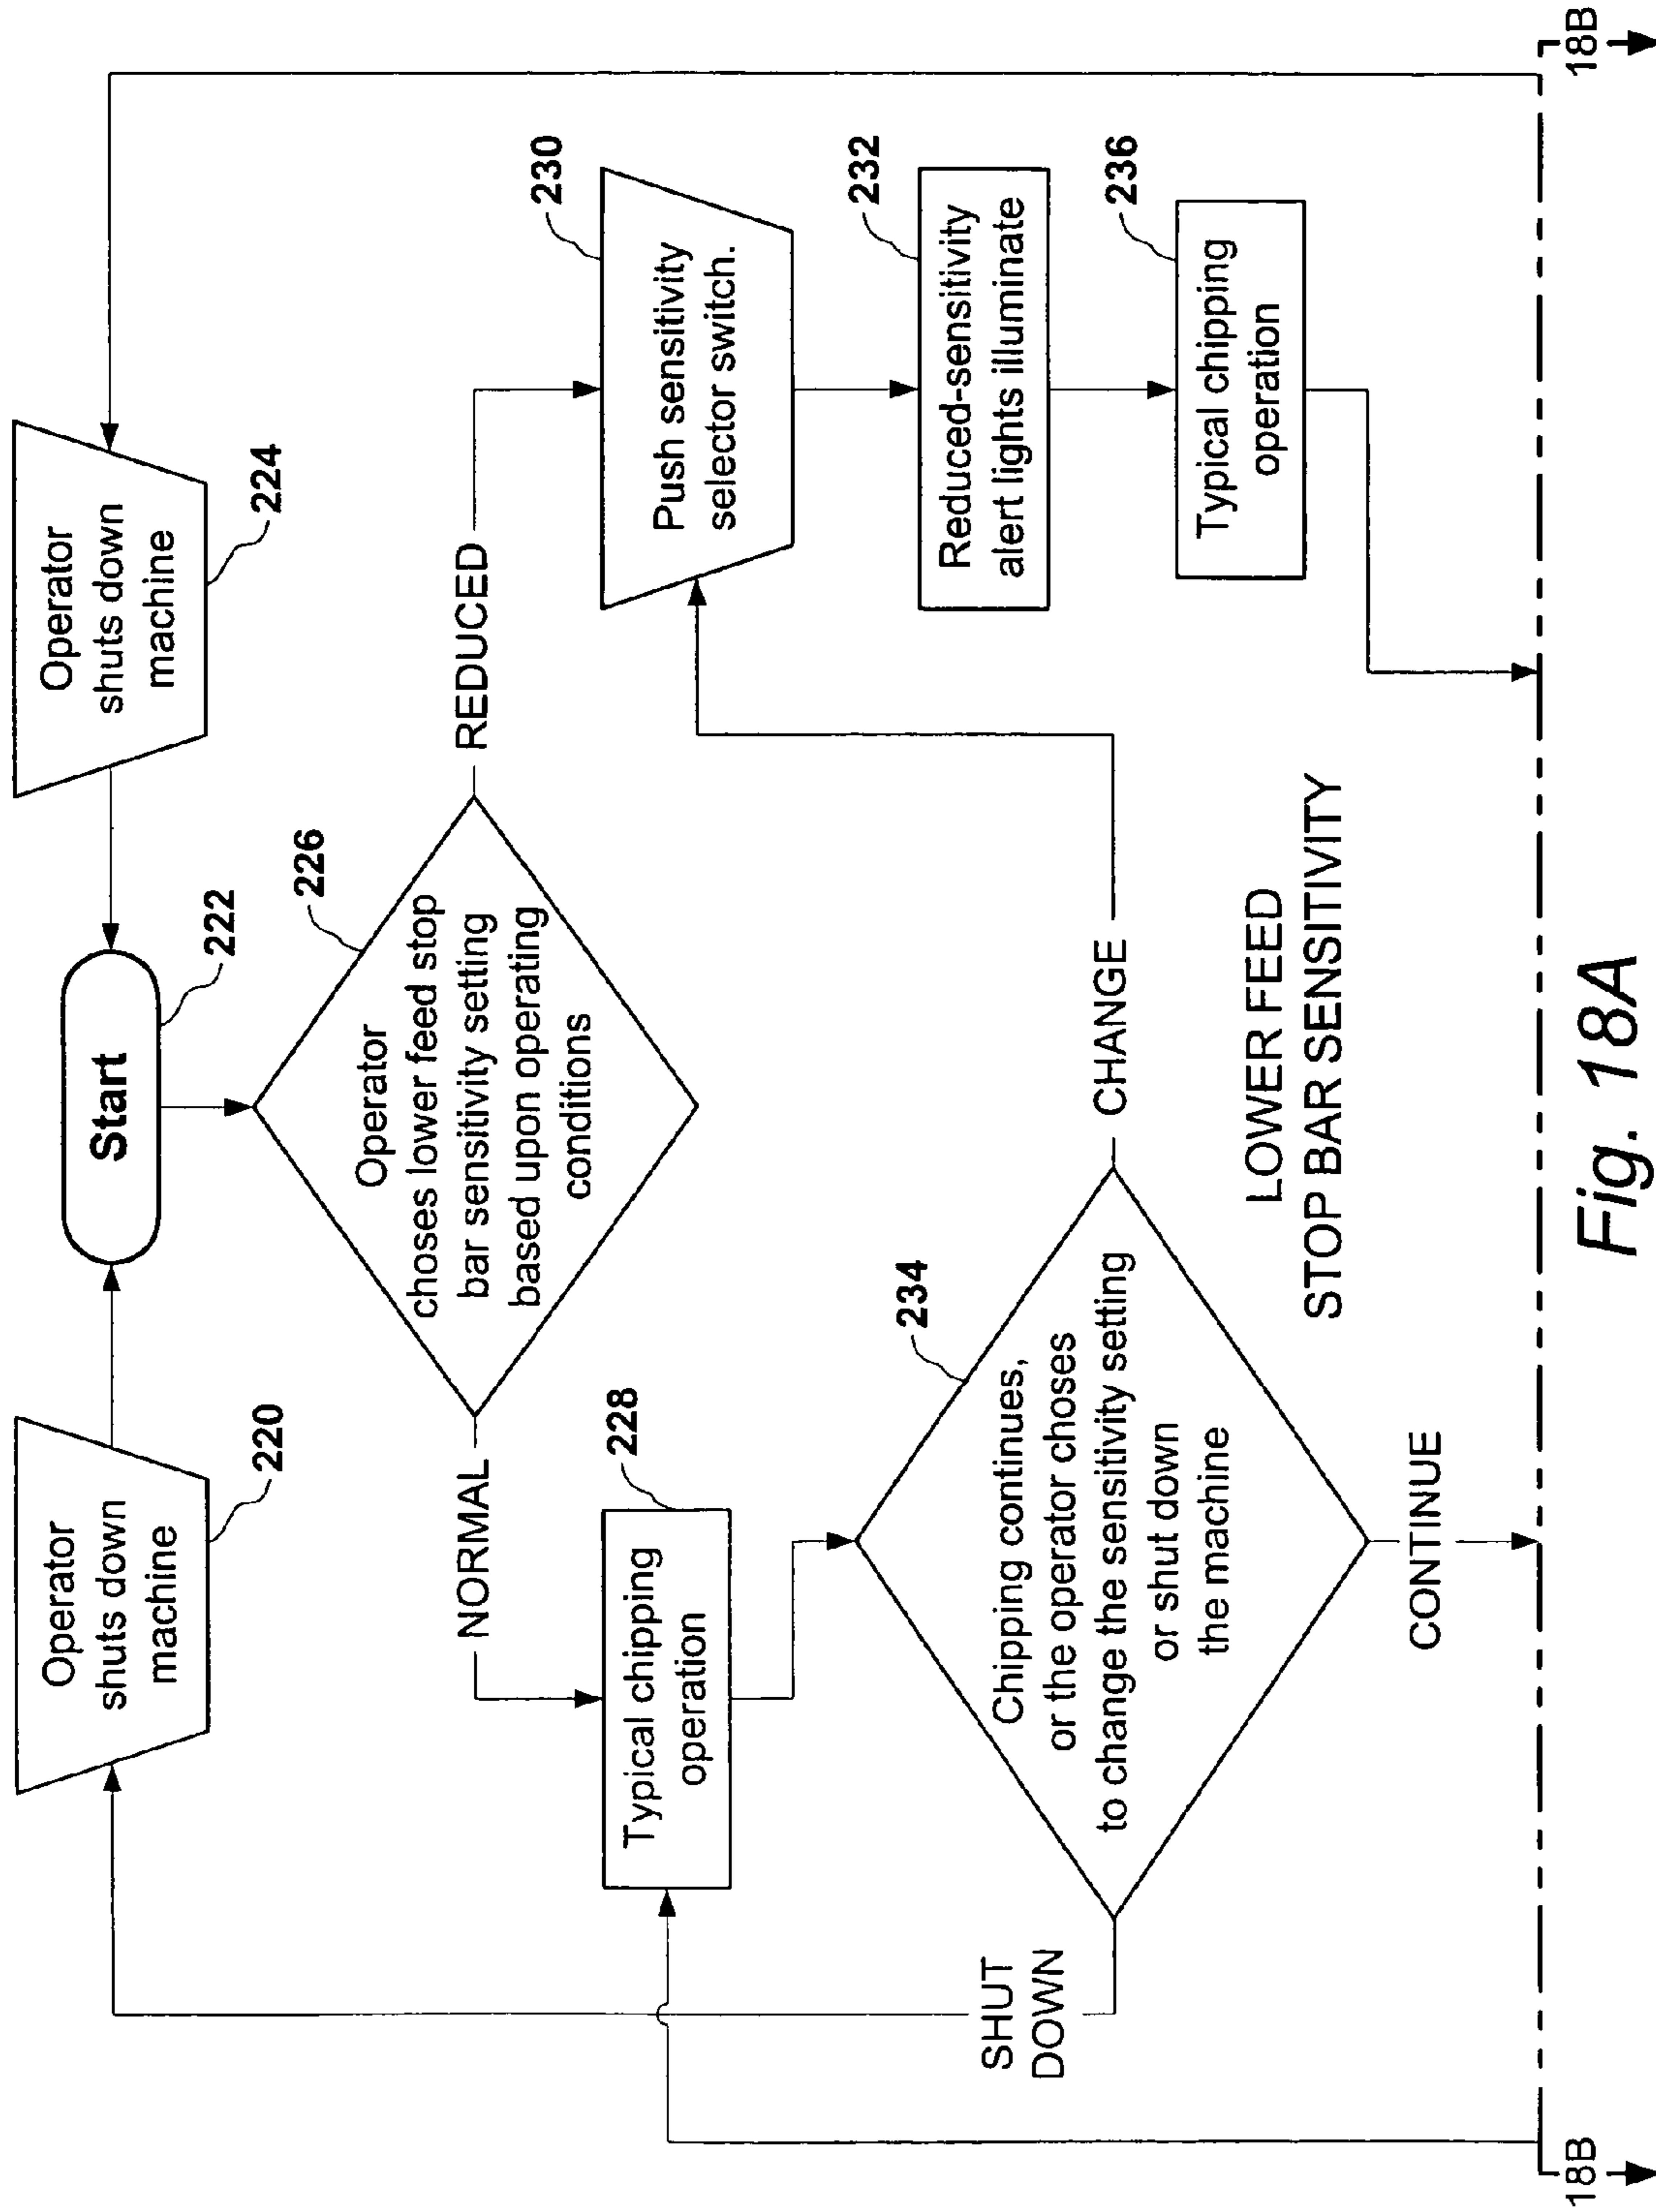 Operator
shuts down
machine
220
Start
222
Operator
shuts down
machine
224
Operator
choses lower feed stop
bar sensitivity setting
based upon operating
conditions
226
NORMAL
REDUCED
Typical chipping
operation
228
Push sensitivity
selector switch.
230
Chipping continues,
or the operator choses
to change the sensitivity setting
or shut down
the machine
234
Reduced-sensitivity
alert lights illuminate
232
SHUT
DOWN
CHANGE
Typical chipping
operation
236
LOWER FEED
STOP BAR SENSITIVITY
CONTINUE
18B
18B
Fig. 18A